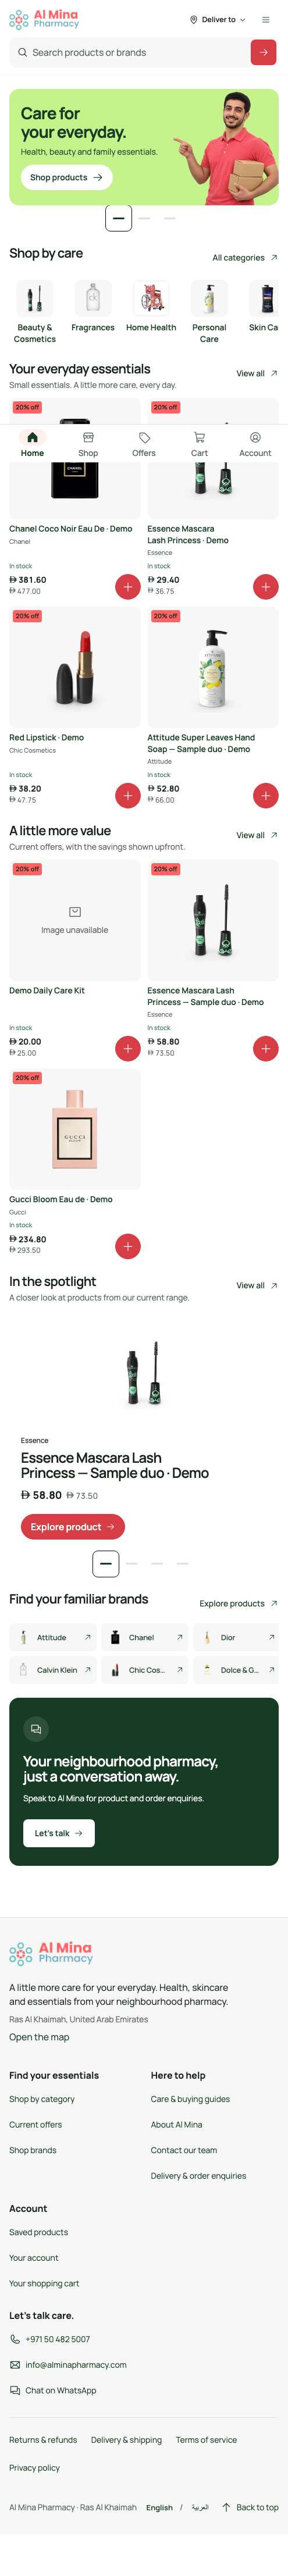 Al Mina
Pharmacy
Deliver to
Search products or brands
Care for
your everyday.
Health, beauty and family essentials.
Shop products
Shop by care
All categories
Beauty &
Cosmetics
Fragrances
Home Health
Personal
Care
Skin Ca
Your everyday essentials
View all
Small essentials. A little more care, every day.
20% off
20% off
Home
Shop
Offers
Cart
Account
CHANEL
Chanel Coco Noir Eau De · Demo
Chanel
In stock
381.60
477.00
Essence Mascara
Lash Princess · Demo
Essence
In stock
29.40
36.75
20% off
Red Lipstick · Demo
Chic Cosmetics
In stock
38.20
47.75
20% off
ATTITUDE
Attitude Super Leaves Hand
Soap — Sample duo · Demo
Attitude
In stock
52.80
66.00
A little more value
View all
Current offers, with the savings shown upfront.
20% off
Image unavailable
Demo Daily Care Kit
In stock
20.00
25.00
20% off
Essence Mascara Lash
Princess — Sample duo · Demo
Essence
In stock
58.80
73.50
20% off
GUCCI
Gucci Bloom Eau de · Demo
Gucci
In stock
234.80
293.50
In the spotlight
View all
A closer look at products from our current range.
Essence
Essence Mascara Lash
Princess — Sample duo · Demo
58.80 73.50
Explore product
Find your familiar brands
Explore products
Attitude
Chanel
Dior
Calvin Klein
Chic Cos...
Dolce & G...
Your neighbourhood pharmacy,
just a conversation away.
Speak to Al Mina for product and order enquiries.
Let's talk
Al Mina
Pharmacy
A little more care for your everyday. Health, skincare
and essentials from your neighbourhood pharmacy.
Ras Al Khaimah, United Arab Emirates
Open the map
Find your essentials
Shop by category
Current offers
Shop brands
Here to help
Care & buying guides
About Al Mina
Contact our team
Delivery & order enquiries
Account
Saved products
Your account
Your shopping cart
Let's talk care.
+971 50 482 5007
info@alminapharmacy.com
Chat on WhatsApp
Returns & refunds
Delivery & shipping
Terms of service
Privacy policy
Al Mina Pharmacy · Ras Al Khaimah
English / العربية
Back to top